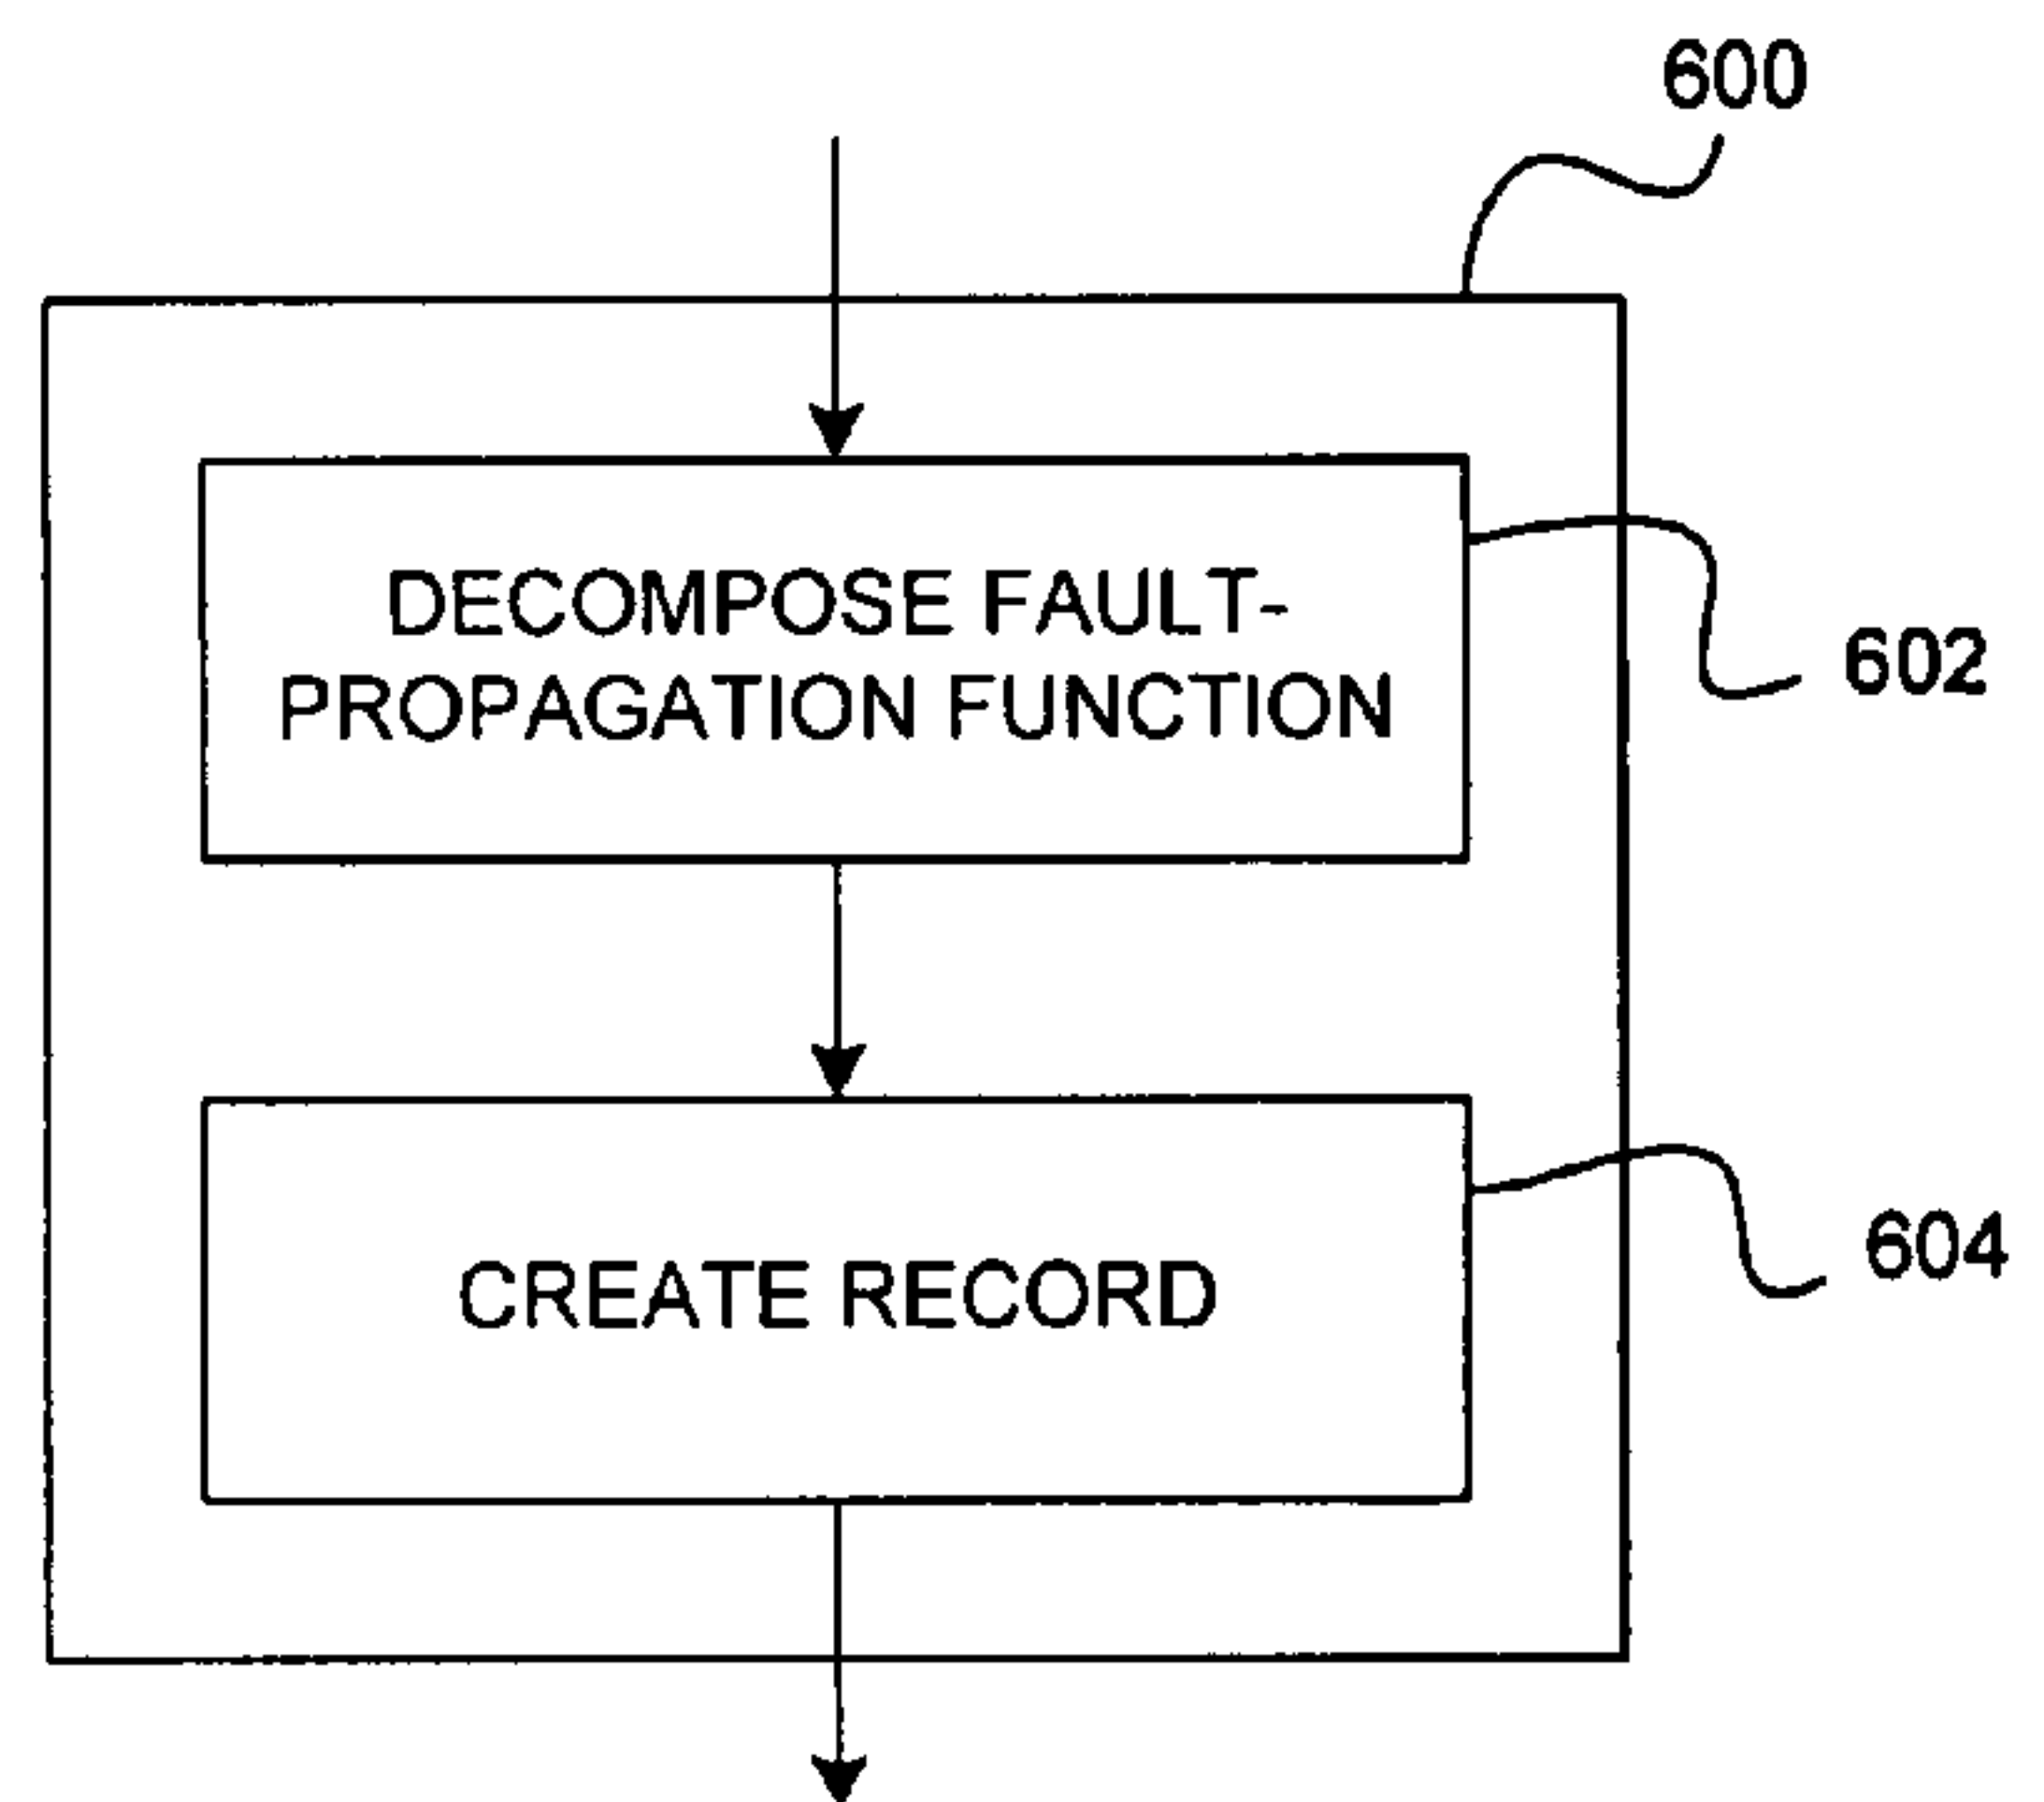 600
DECOMPOSE FAULT-
PROPAGATION FUNCTION
602
CREATE RECORD
604